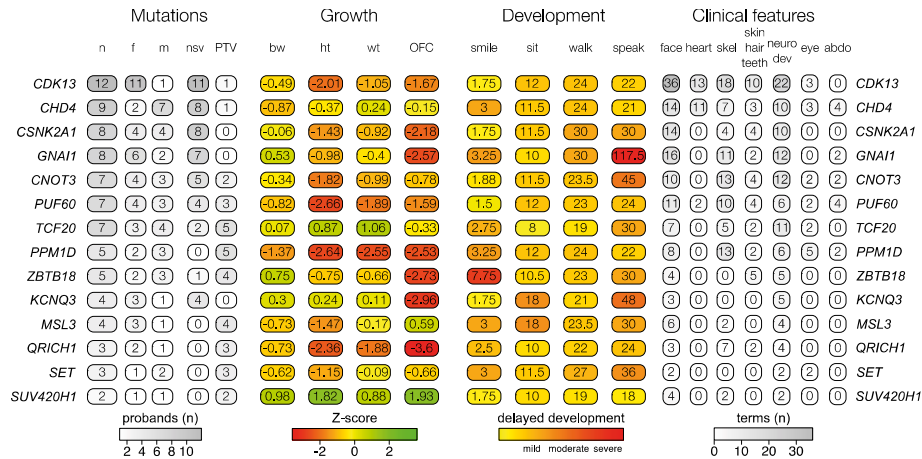 Mutations Growth Development Clinical features
n f m nsv PTV bw ht wt OFC smile sit walk speak face heart skel skin hair teeth neuro dev eye abdo
CDK13 12 11 1 11 1 -0.49 -2.01 -1.05 -1.67 1.75 12 24 22 36 13 18 10 22 3 0 CDK13
CHD4 9 2 7 8 1 -0.87 -0.37 0.24 -0.15 3 11.5 24 21 14 11 7 3 10 3 4 CHD4
CSNK2A1 8 4 4 8 0 -0.06 -1.43 -0.92 -2.18 1.75 11.5 30 30 14 0 4 4 10 0 0 CSNK2A1
GNAI1 8 6 2 7 0 0.53 -0.98 -0.4 -2.57 3.25 10 30 117.5 16 0 11 2 12 0 2 GNAI1
CNOT3 7 4 3 5 2 -0.34 -1.82 -0.99 -0.78 1.88 11.5 23.5 45 10 0 13 4 12 2 2 CNOT3
PUF60 7 4 3 3 4 -0.82 -2.66 -1.89 -1.59 1.5 12 23 24 11 2 10 4 6 2 4 PUF60
TCF20 7 3 4 2 5 0.07 0.87 1.06 -0.33 2.75 8 19 30 7 0 5 2 11 0 0 TCF20
PPM1D 5 2 3 0 5 -1.37 -2.64 -2.55 -2.53 3.25 12 24 22 8 0 13 2 6 5 2 PPM1D
ZBTB18 5 2 3 1 4 0.75 -0.75 -0.66 -2.73 7.75 10.5 23 30 4 0 0 0 5 0 0 ZBTB18
KCNQ3 4 3 1 4 0 0.3 0.24 0.11 -2.96 1.75 18 21 48 3 0 0 0 3 0 0 KCNQ3
MSL3 4 3 1 0 4 -0.73 -1.47 -0.17 0.59 3 18 23.5 30 6 0 2 0 4 0 0 MSL3
QRICH1 3 1 2 0 3 -0.73 -2.36 -1.88 -3.6 2.5 10 22 24 3 0 3 2 4 0 0 QRICH1
SET 3 1 2 0 3 -0.62 -1.15 -0.09 -0.66 3 11.5 27 36 2 0 0 0 2 2 0 SET
SUV420H1 2 1 1 0 2 0.98 1.82 0.88 1.93 1.75 10 19 18 4 0 2 0 2 0 0 SUV420H1
probands (n) Z-score delayed development terms (n)
2 4 6 8 10 -2 0 2 mild moderate severe 0 10 20 30